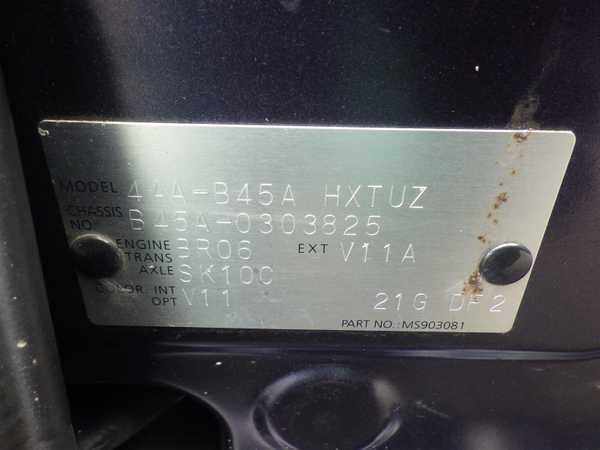 MODEL 44A-B45A HXTUZ
CHASSIS NO. B45A-0303825
ENGINE BR06 EXT V11A
TRANS AXLE SK10C
COLOR. INT V11
OPT 21G DF2
PART NO.: MS903081